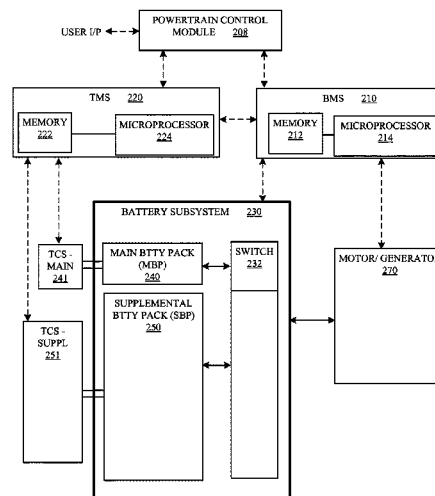 POWERTRAIN CONTROL
MODULE 208
USER I/P
TMS 220
MEMORY
222
MICROPROCESSOR
224
BMS 210
MEMORY
212
MICROPROCESSOR
214
BATTERY SUBSYSTEM 230
TCS -
MAIN
241
MAIN BTTY PACK
(MBP)
240
SWITCH
232
MOTOR/ GENERATOR
270
SUPPLEMENTAL
BTTY PACK (SBP)
250
TCS -
SUPPL
251